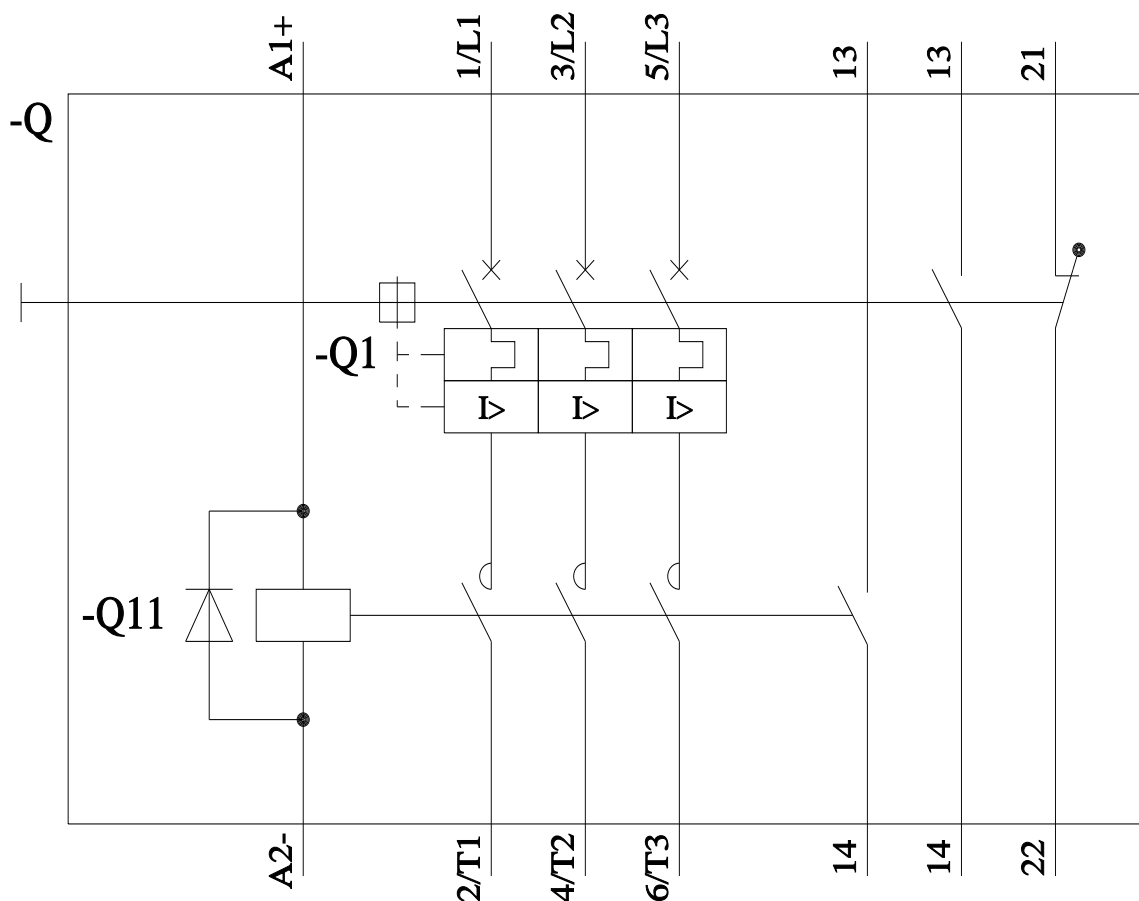 A1+
1/L1
3/L2
5/L3
13
13
21
-Q
-Q1
I>
I>
I>
-Q11
A2-
2/T1
4/T2
6/T3
14
14
22